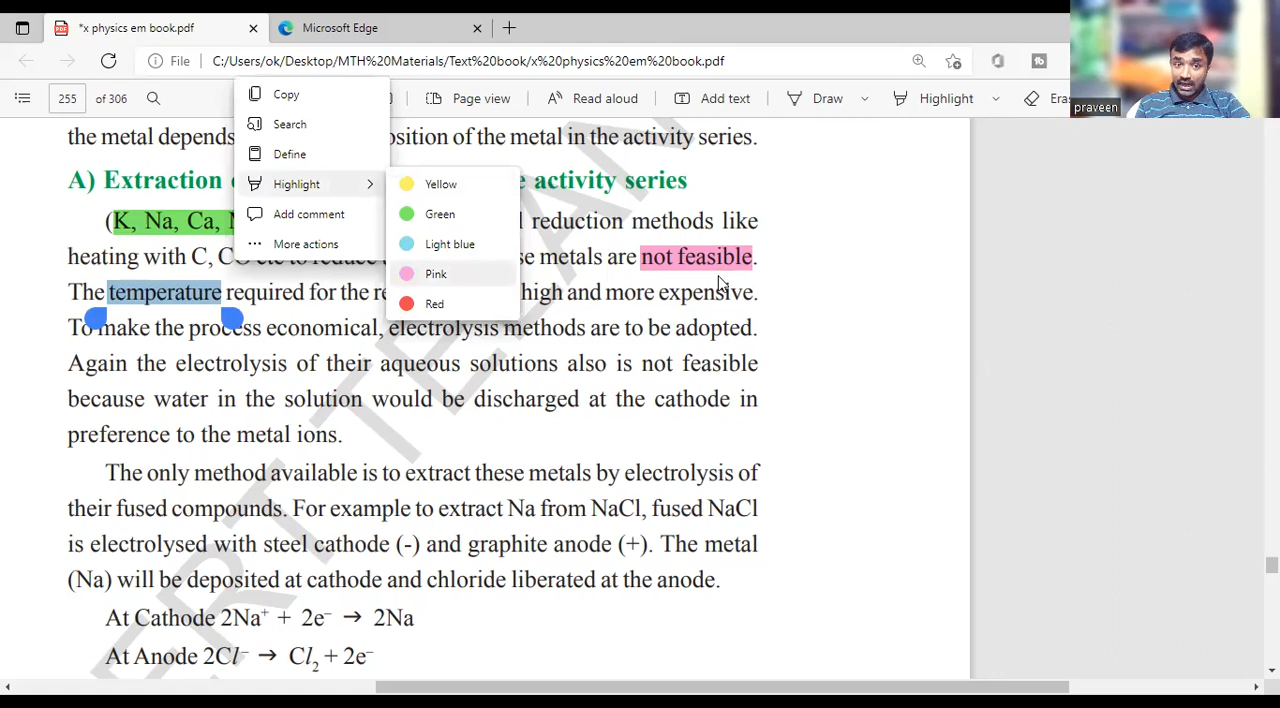 *x physics em book.pdf
Microsoft Edge
File
C:/Users/ok/Desktop/MTH%20Materials/Text%20book/x%20physics%20em%20book.pdf
255 of 306
Page view
Read aloud
Add text
Draw
Highlight
Eras
praveen
Copy
Search
Define
Highlight
Add comment
More actions
Yellow
Green
Light blue
Pink
Red
the metal depends osition of the metal in the activity series.
A) Extraction e activity series
(K, Na, Ca, reduction methods like
heating with C, CO etc to reduce se metals are not feasible.
The temperature required for the re high and more expensive.
To make the process economical, electrolysis methods are to be adopted.
Again the electrolysis of their aqueous solutions also is not feasible
because water in the solution would be discharged at the cathode in
preference to the metal ions.
The only method available is to extract these metals by electrolysis of
their fused compounds. For example to extract Na from NaCl, fused NaCl
is electrolysed with steel cathode (-) and graphite anode (+). The metal
(Na) will be deposited at cathode and chloride liberated at the anode.
At Cathode 2Na⁺ + 2e⁻ → 2Na
At Anode 2Cl⁻ → Cl₂ + 2e⁻